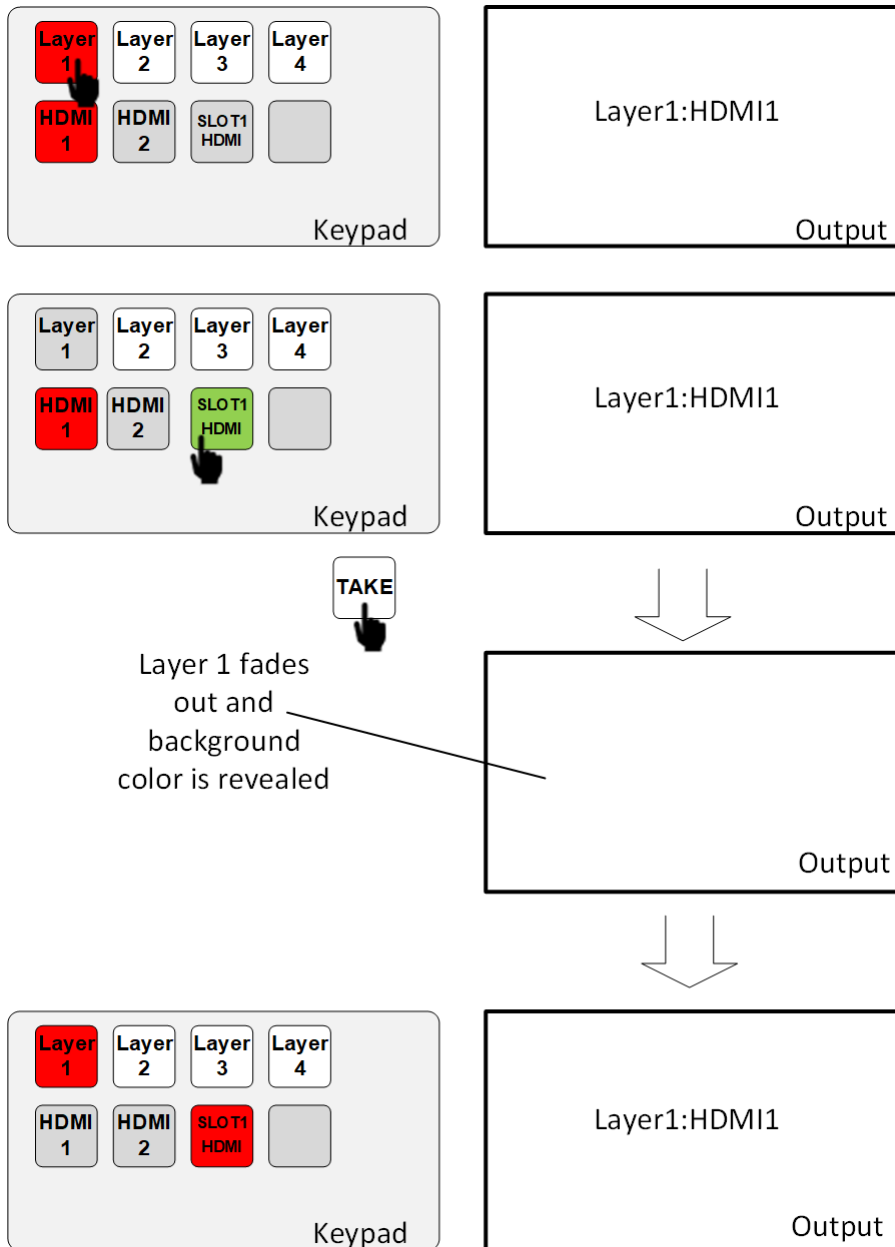 Layer
1
Layer
2
Layer
3
Layer
4
HDMI
1
HDMI
2
SLOT1
HDMI
Keypad
Layer1:HDMI1
Output
Layer
1
Layer
2
Layer
3
Layer
4
HDMI
1
HDMI
2
SLOT1
HDMI
Keypad
Layer1:HDMI1
Output
TAKE
Layer 1 fades
out and
background
color is revealed
Output
Layer
1
Layer
2
Layer
3
Layer
4
HDMI
1
HDMI
2
SLOT1
HDMI
Keypad
Layer1:HDMI1
Output